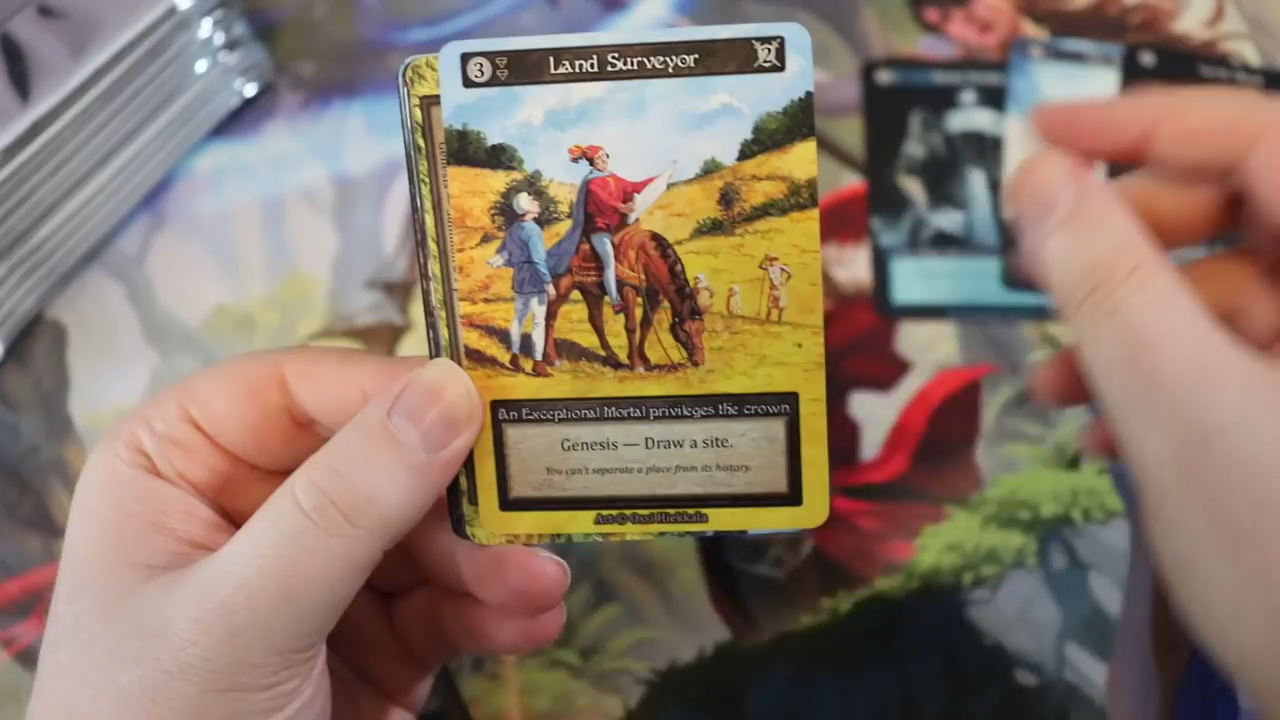 3 Land Surveyor 2
An Exceptional Mortal privileges the crown
Genesis — Draw a site.
You can't separate a place from its history.
Art © Ossi Hiekkala